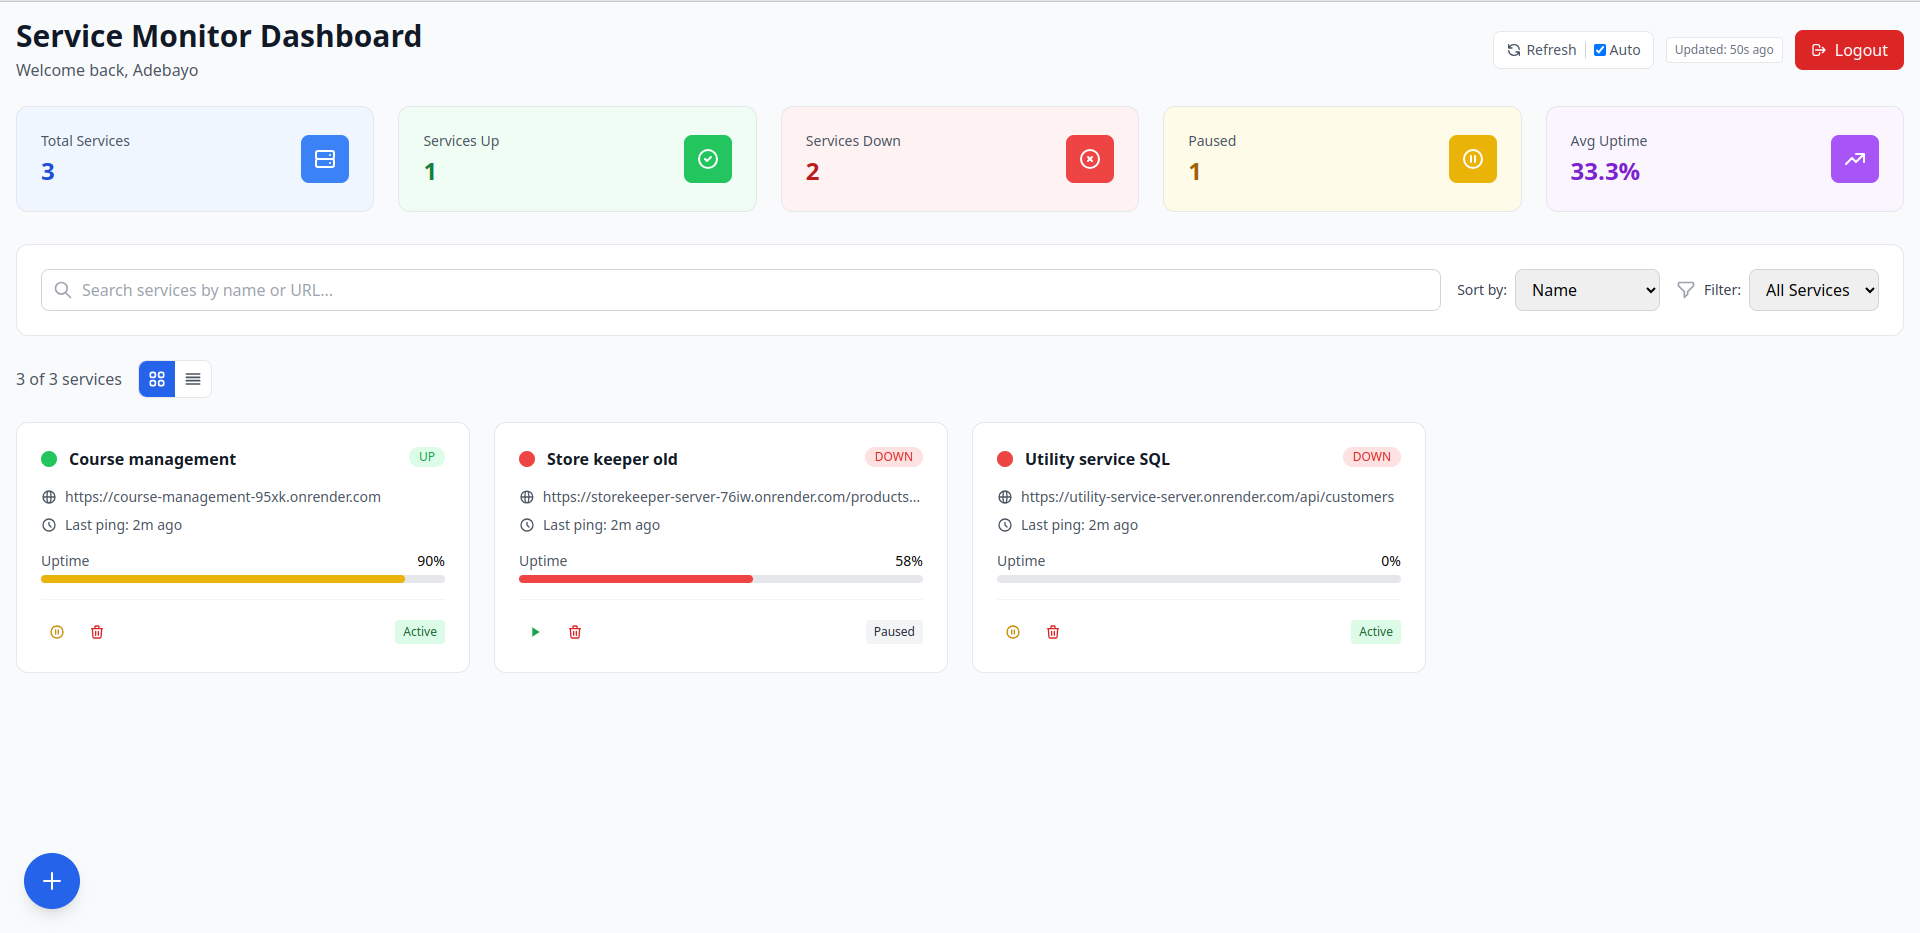 Service Monitor Dashboard
Welcome back, Adebayo
Refresh
Auto
Updated: 50s ago
Logout
Total Services
3
Services Up
1
Services Down
2
Paused
1
Avg Uptime
33.3%
Search services by name or URL...
Sort by:
Name
Filter:
All Services
3 of 3 services
Course management
UP
https://course-management-95xk.onrender.com
Last ping: 2m ago
Uptime
90%
Active
Store keeper old
DOWN
https://storekeeper-server-76iw.onrender.com/products...
Last ping: 2m ago
Uptime
58%
Paused
Utility service SQL
DOWN
https://utility-service-server.onrender.com/api/customers
Last ping: 2m ago
Uptime
0%
Active